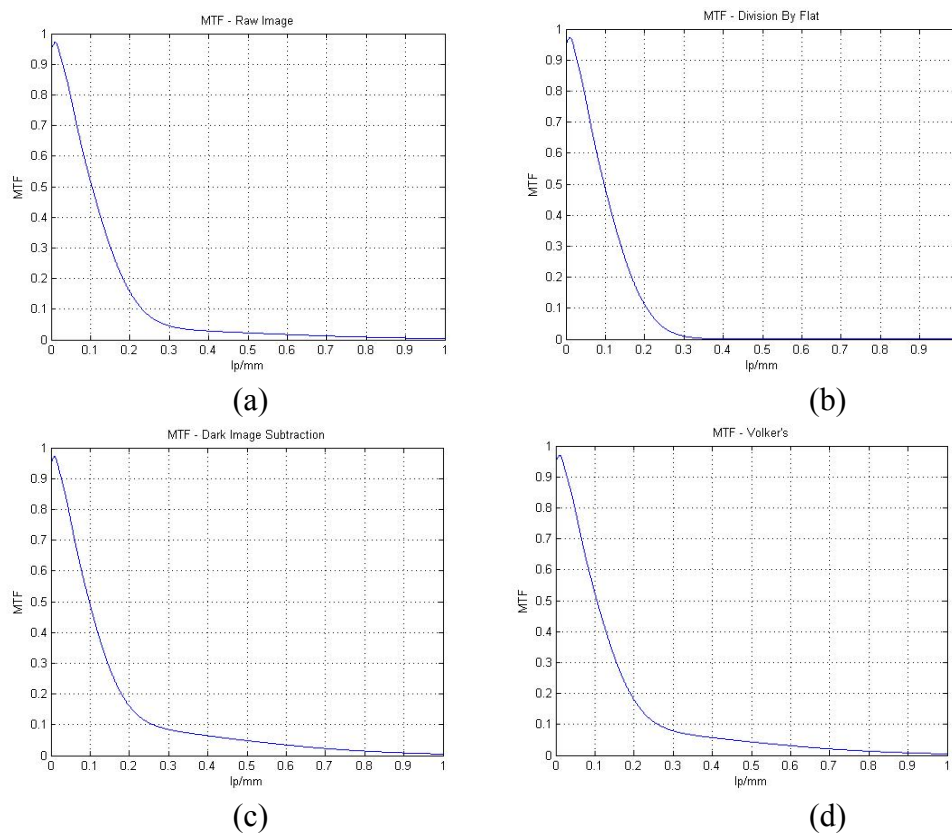 MTF - Raw Image
MTF
1
0.9
0.8
0.7
0.6
0.5
0.4
0.3
0.2
0.1
0
0 0.1 0.2 0.3 0.4 0.5 0.6 0.7 0.8 0.9 1
lp/mm
(a)
MTF - Division By Flat
MTF
1
0.9
0.8
0.7
0.6
0.5
0.4
0.3
0.2
0.1
0
0 0.1 0.2 0.3 0.4 0.5 0.6 0.7 0.8 0.9
lp/mm
(b)
MTF - Dark Image Subtraction
MTF
1
0.9
0.8
0.7
0.6
0.5
0.4
0.3
0.2
0.1
0
0 0.1 0.2 0.3 0.4 0.5 0.6 0.7 0.8 0.9 1
lp/mm
(c)
MTF - Volker's
MTF
1
0.9
0.8
0.7
0.6
0.5
0.4
0.3
0.2
0.1
0
0 0.1 0.2 0.3 0.4 0.5 0.6 0.7 0.8 0.9 1
lp/mm
(d)